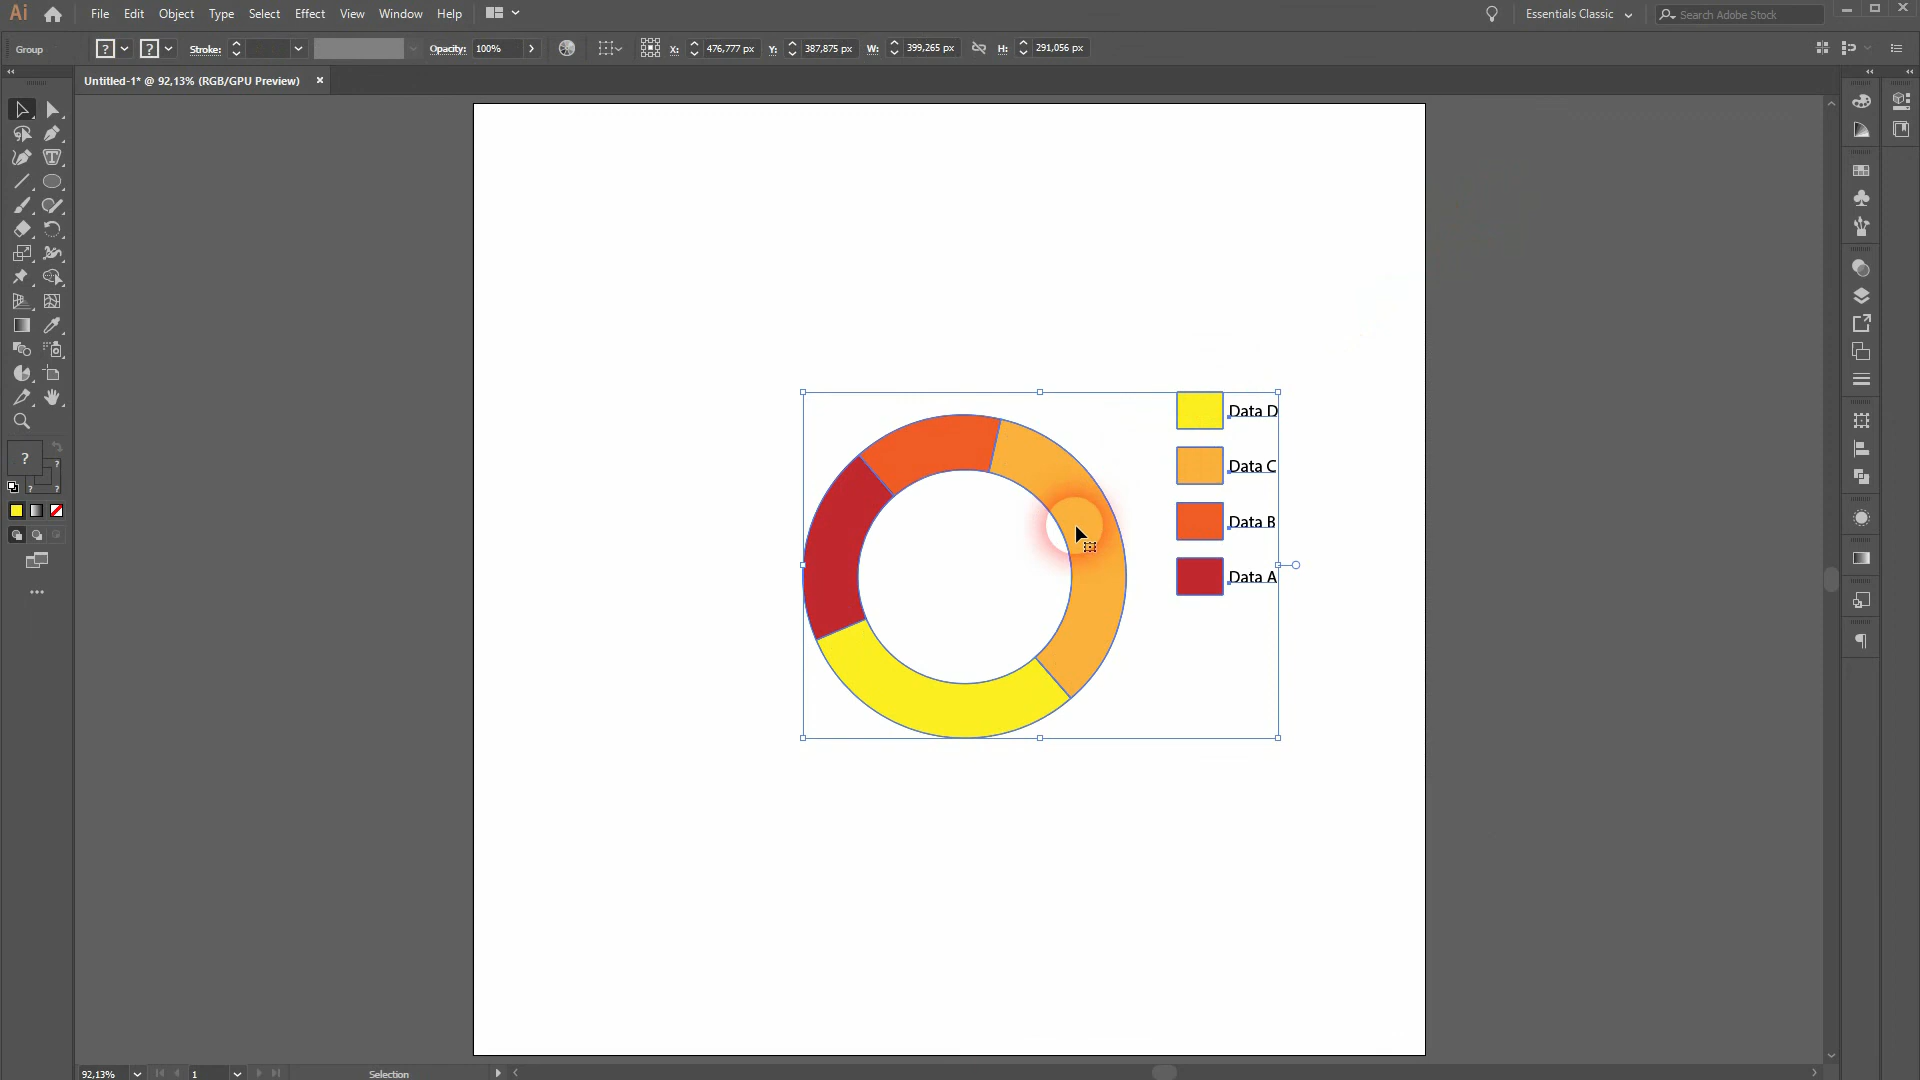 Ai File Edit Object Type Select Effect View Window Help Essentials Classic Search Adobe Stock
Group ? ? Stroke: Opacity: 100% X: 476,777 px Y: 387,875 px W: 399,265 px H: 291,056 px
Untitled-1* @ 92,13% (RGB/GPU Preview) ×
Data D
Data C
Data B
Data A
?
?
? ?
92,13% 1 Selection